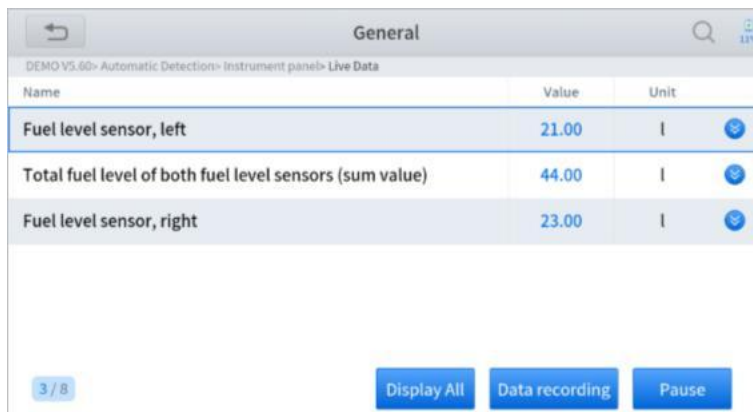 General
DEMO V5.60> Automatic Detection> Instrument panel> Live Data
Name Value Unit
Fuel level sensor, left 21.00 l
Total fuel level of both fuel level sensors (sum value) 44.00 l
Fuel level sensor, right 23.00 l
3 / 8 Display All Data recording Pause